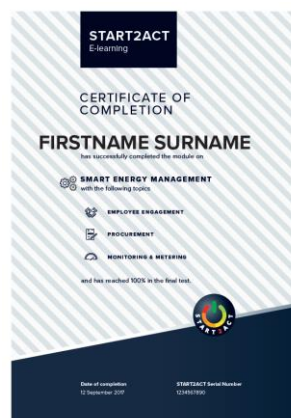 START2ACT
E-learning
CERTIFICATE OF
COMPLETION
FIRSTNAME SURNAME
has successfully completed the module on
SMART ENERGY MANAGEMENT
with the following topics
EMPLOYEE ENGAGEMENT
PROCUREMENT
MONITORING & METERING
and has reached 100% in the final test.
START2ACT
Date of completion
12 September 2017
START2ACT Serial Number
1234567890